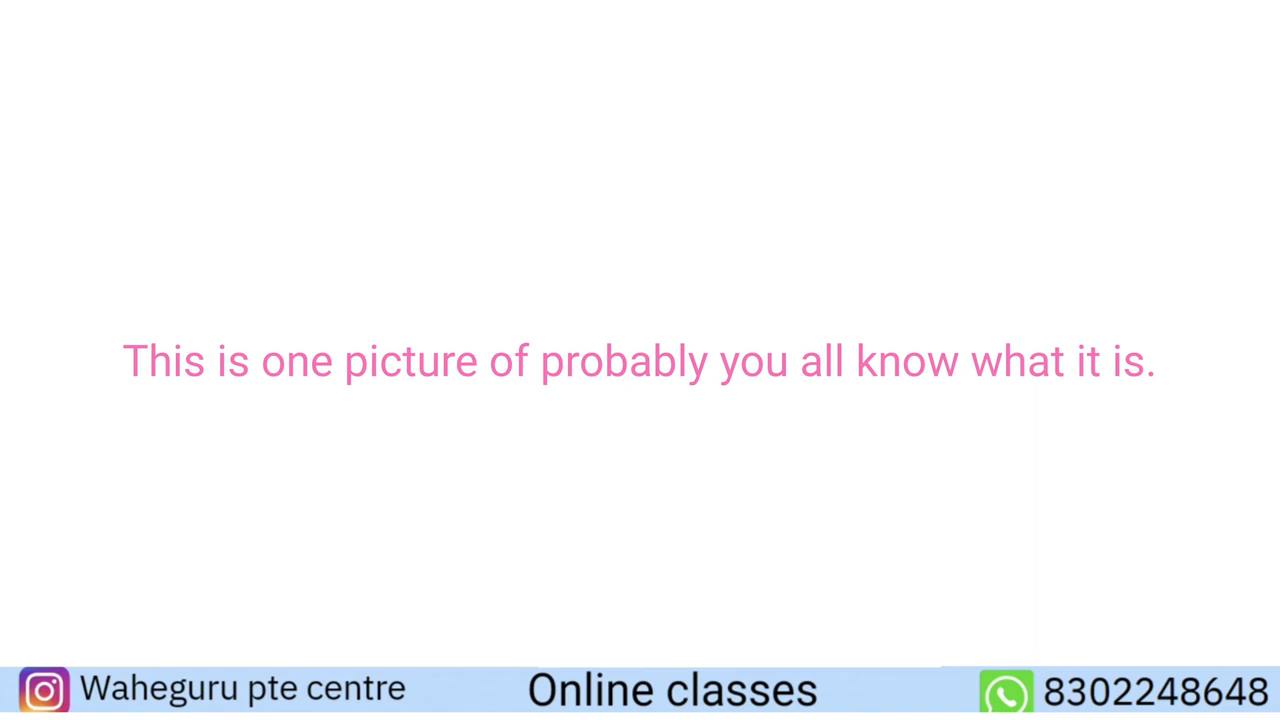 This is one picture of probably you all know what it is.
Waheguru pte centre Online classes 8302248648